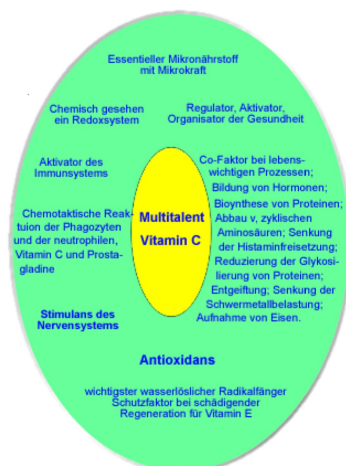 Essentieller Mikronährstoff
mit Mikrokraft
Chemisch gesehen
ein Redoxsystem
Regulator, Aktivator,
Organisator der Gesundheit
Aktivator des
Immunsystems
Chemotaktische Reak-
tuion der Phagozyten
und der neutrophilen,
Vitamin C und Prosta-
gladine
Stimulans des
Nervensystems
Multitalent
Vitamin C
Co-Faktor bei lebens-
wichtigen Prozessen;
Bildung von Hormonen;
Bioynthese von Proteinen;
Abbau v, zyklischen
Aminosäuren; Senkung
der Histaminfreisetzung;
Reduzierung der Glykosi-
lierung von Proteinen;
Entgeiftung; Senkung der
Schwermetallbelastung;
Aufnahme von Eisen.
Antioxidans
wichtigster wasserlöslicher Radikalfänger
Schutzfaktor bei schädigender
Regeneration für Vitamin E